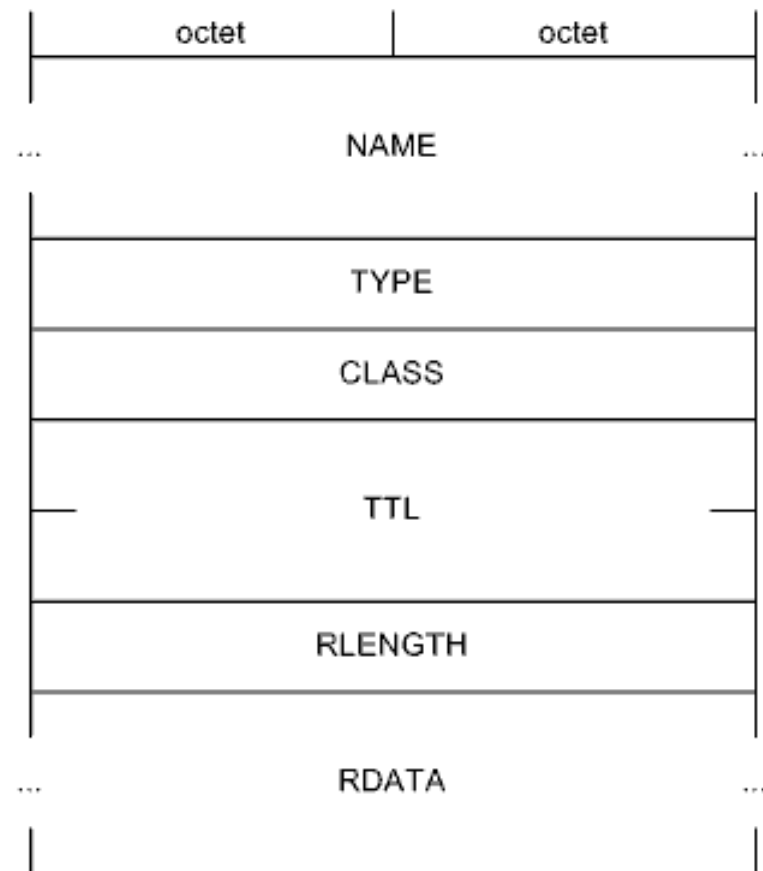 octet octet
... NAME ...
TYPE
CLASS
TTL
RLENGTH
... RDATA ...